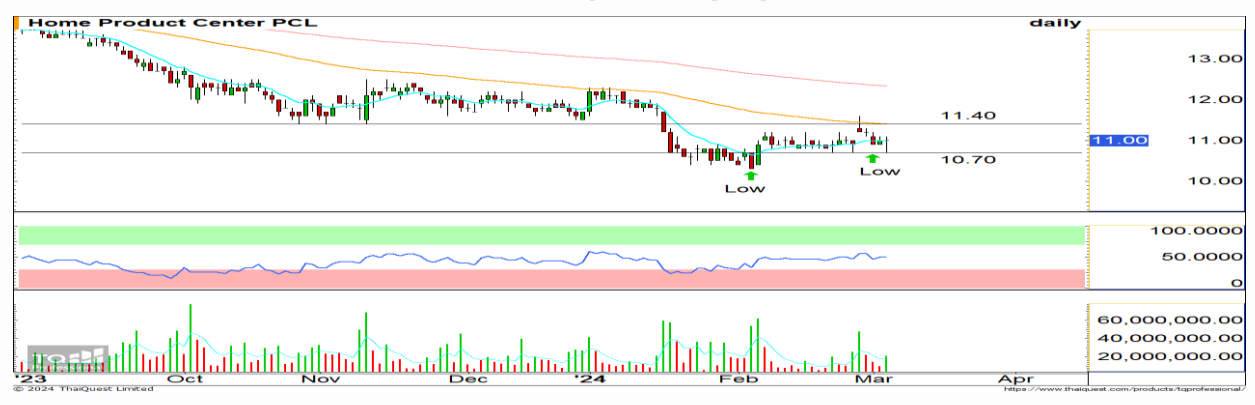 Home Product Center PCL daily
13.00
12.00
11.40
11.00 11.00
10.70
Low
Low
10.00
100.0000
50.0000
0
60,000,000.00
40,000,000.00
20,000,000.00
'23 Oct Nov Dec '24 Feb Mar Apr
© 2024 ThaiQuest Limited https://www.thaiquest.com/products/tqprofessional/